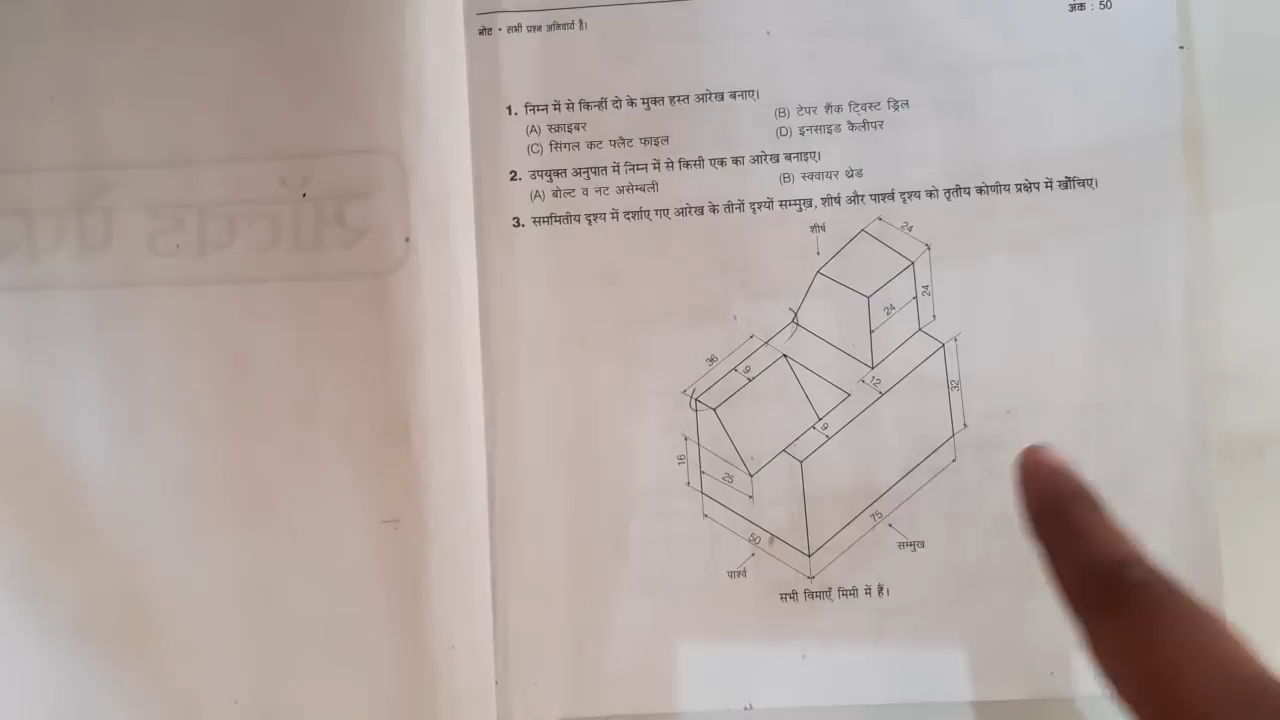 अंक : 50
नोट • सभी प्रश्न अनिवार्य है।
1. निम्न में से किन्हीं दो के मुक्त हस्त आरेख बनाए।
(A) स्क्राइबर (B) टेपर शैंक ट्विस्ट ड्रिल
(C) सिंगल कट फ्लैट फाइल (D) इनसाइड कैलीपर
2. उपयुक्त अनुपात में निम्न में से किसी एक का आरेख बनाइए।
(A) बोल्ट व नट असेम्बली (B) स्क्वायर थ्रेड
3. सममितीय दृश्य में दर्शाए गए आरेख के तीनों दृश्यों सम्मुख, शीर्ष और पार्श्व दृश्य को तृतीय कोणीय प्रक्षेप में खींचिए।
शीर्ष
24
24
24
36
9
12
32
9
16
25
75
50
सम्मुख
पार्श्व
सभी विमाएँ मिमी में हैं।